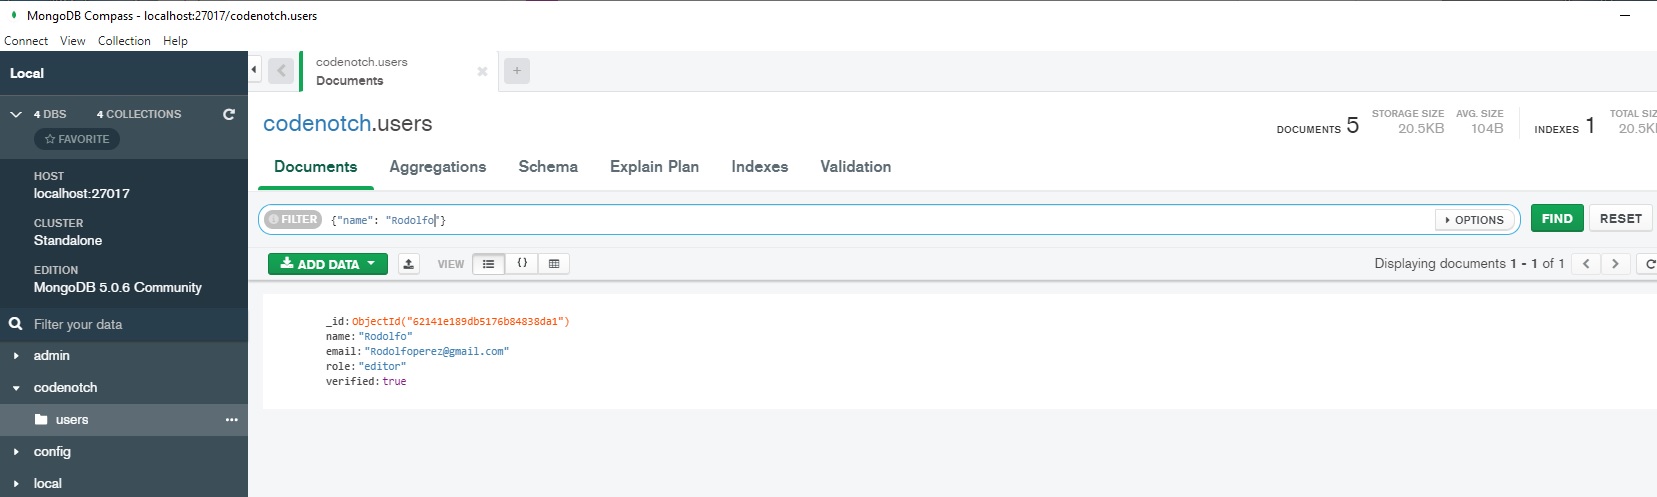 MongoDB Compass - localhost:27017/codenotch.users
Connect View Collection Help
Local
4 DBS 4 COLLECTIONS
FAVORITE
HOST
localhost:27017
CLUSTER
Standalone
EDITION
MongoDB 5.0.6 Community
Filter your data
admin
codenotch
users
config
local
codenotch.users
Documents
codenotch.users
DOCUMENTS 5
STORAGE SIZE
20.5KB
AVG. SIZE
104B
INDEXES 1
TOTAL SIZ
20.5K
Documents Aggregations Schema Explain Plan Indexes Validation
FILTER {"name": "Rodolfo"} OPTIONS FIND RESET
ADD DATA VIEW {} Displaying documents 1 - 1 of 1
_id: ObjectId("62141e189db5176b84838da1")
name: "Rodolfo"
email: "Rodolfoperez@gmail.com"
role: "editor"
verified: true